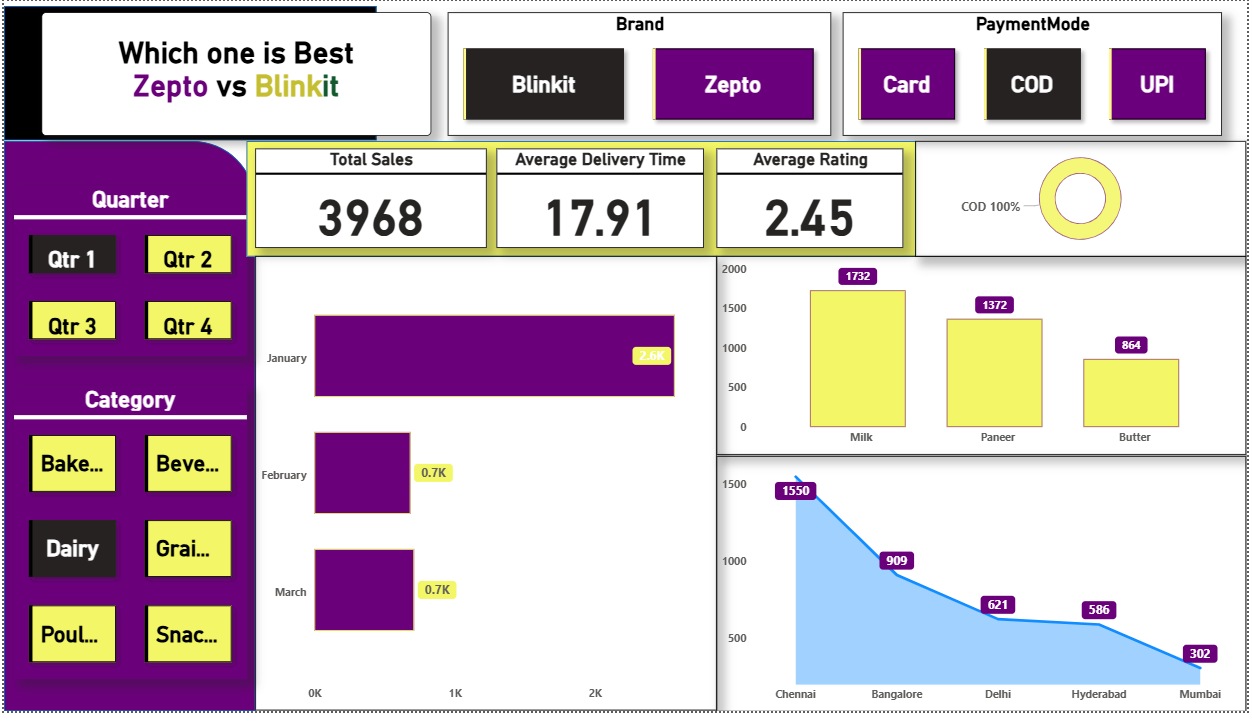 Which one is Best
Zepto vs Blinkit
Brand
Blinkit
Zepto
PaymentMode
Card
COD
UPI
Quarter
Qtr 1
Qtr 2
Qtr 3
Qtr 4
Category
Bake...
Beve...
Dairy
Grai...
Poul...
Snac...
Total Sales
3968
Average Delivery Time
17.91
Average Rating
2.45
COD 100%
January
2.6K
February
0.7K
March
0.7K
0K
1K
2K
2000
1500
1000
500
0
1732
1372
864
Milk
Paneer
Butter
1500
1000
500
1550
909
621
586
302
Chennai
Bangalore
Delhi
Hyderabad
Mumbai